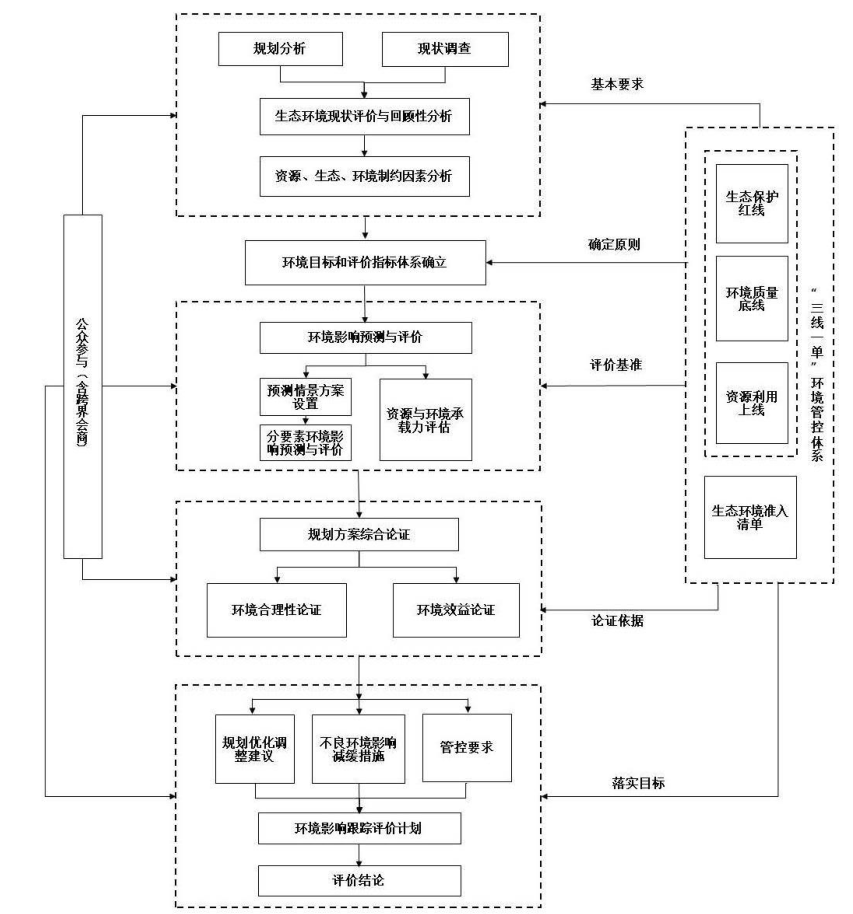 规划分析
现状调查
基本要求
生态环境现状评价与回顾性分析
资源、生态、环境制约因素分析
生态保护
红线
确定原则
环境目标和评价指标体系确立
环境质量
底线
“三线一单”环境管控体系
公众参与（含跨界会商）
环境影响预测与评价
评价基准
预测情景方案
设置
资源与环境承
载力评估
资源利用
上线
分要素环境影
响预测与评价
生态环境准入
清单
规划方案综合论证
环境合理性论证
环境效益论证
论证依据
规划优化调
整建议
不良环境影响
减缓措施
管控要求
落实目标
环境影响跟踪评价计划
评价结论